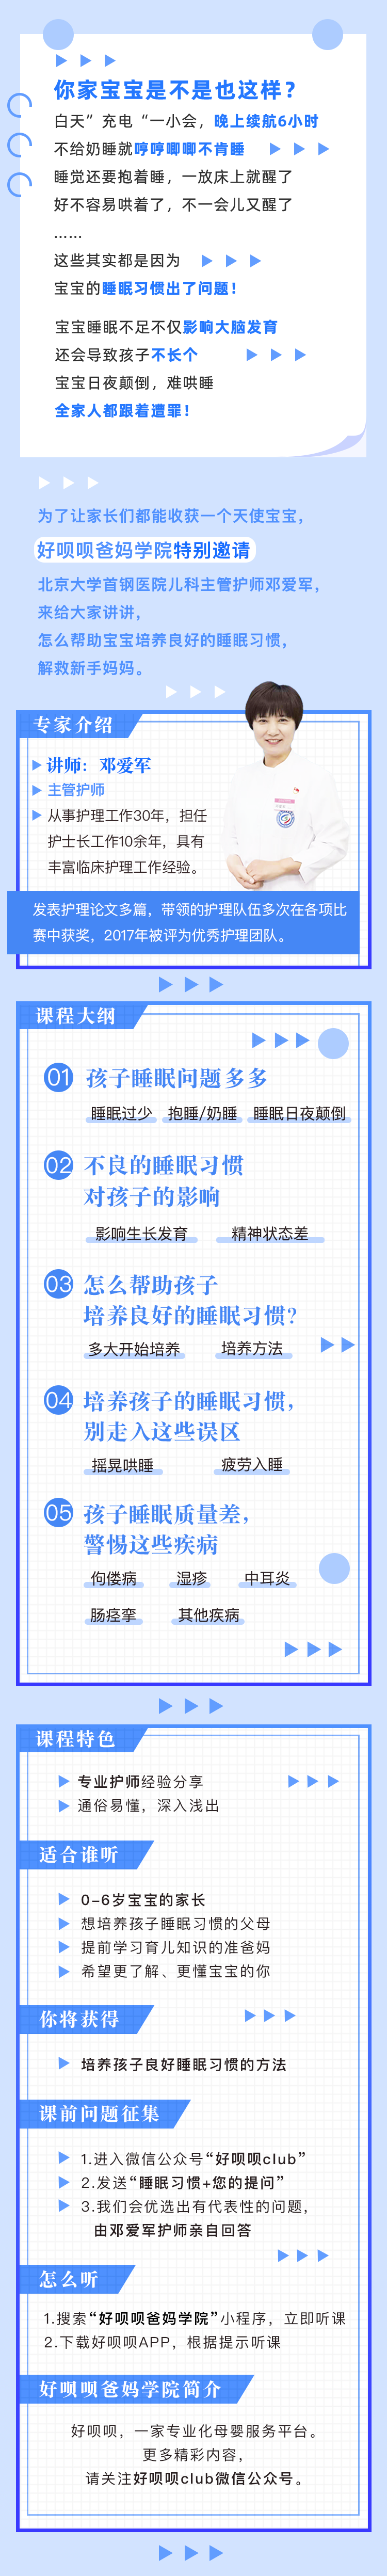 你家宝宝是不是也这样？
白天”充电“一小会，晚上续航6小时
不给奶睡就哼哼唧唧不肯睡
睡觉还要抱着睡，一放床上就醒了
好不容易哄着了，不一会儿又醒了
……
这些其实都是因为
宝宝的睡眠习惯出了问题！
宝宝睡眠不足不仅影响大脑发育
还会导致孩子不长个
宝宝日夜颠倒，难哄睡
全家人都跟着遭罪！
为了让家长们都能收获一个天使宝宝，
好呗呗爸妈学院特别邀请
北京大学首钢医院儿科主管护师邓爱军，
来给大家讲讲，
怎么帮助宝宝培养良好的睡眠习惯，
解救新手妈妈。
专家介绍
讲师：邓爱军
主管护师
从事护理工作30年，担任
护士长工作10余年，具有
丰富临床护理工作经验。
发表护理论文多篇，带领的护理队伍多次在各项比
赛中获奖，2017年被评为优秀护理团队。
课程大纲
01 孩子睡眠问题多多
睡眠过少 抱睡/奶睡 睡眠日夜颠倒
02 不良的睡眠习惯
对孩子的影响
影响生长发育 精神状态差
03 怎么帮助孩子
培养良好的睡眠习惯？
多大开始培养 培养方法
04 培养孩子的睡眠习惯，
别走入这些误区
摇晃哄睡 疲劳入睡
05 孩子睡眠质量差，
警惕这些疾病
佝偻病 湿疹 中耳炎
肠痉挛 其他疾病
课程特色
专业护师经验分享
通俗易懂，深入浅出
适合谁听
0-6岁宝宝的家长
想培养孩子睡眠习惯的父母
提前学习育儿知识的准爸妈
希望更了解、更懂宝宝的你
你将获得
培养孩子良好睡眠习惯的方法
课前问题征集
1.进入微信公众号“好呗呗club”
2.发送“睡眠习惯+您的提问”
3.我们会优选出有代表性的问题，
由邓爱军护师亲自回答
怎么听
1.搜索“好呗呗爸妈学院”小程序，立即听课
2.下载好呗呗APP，根据提示听课
好呗呗爸妈学院简介
好呗呗，一家专业化母婴服务平台。
更多精彩内容，
请关注好呗呗club微信公众号。